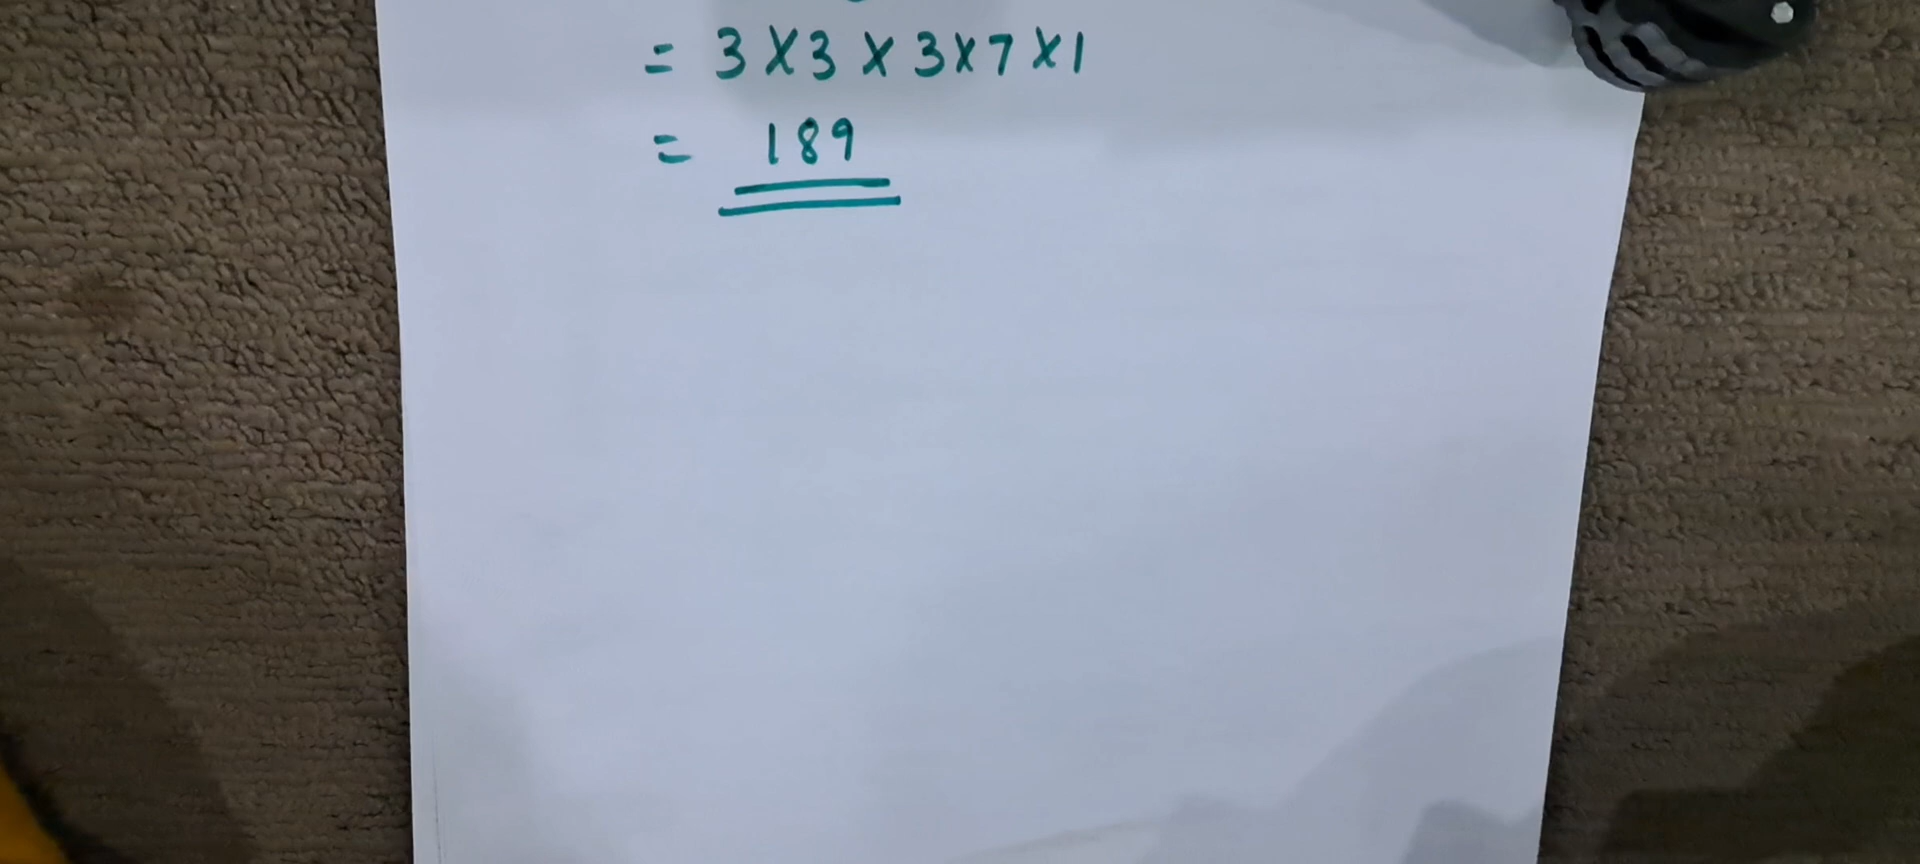 = 3 X 3 X 3 X 7 X 1
= 189